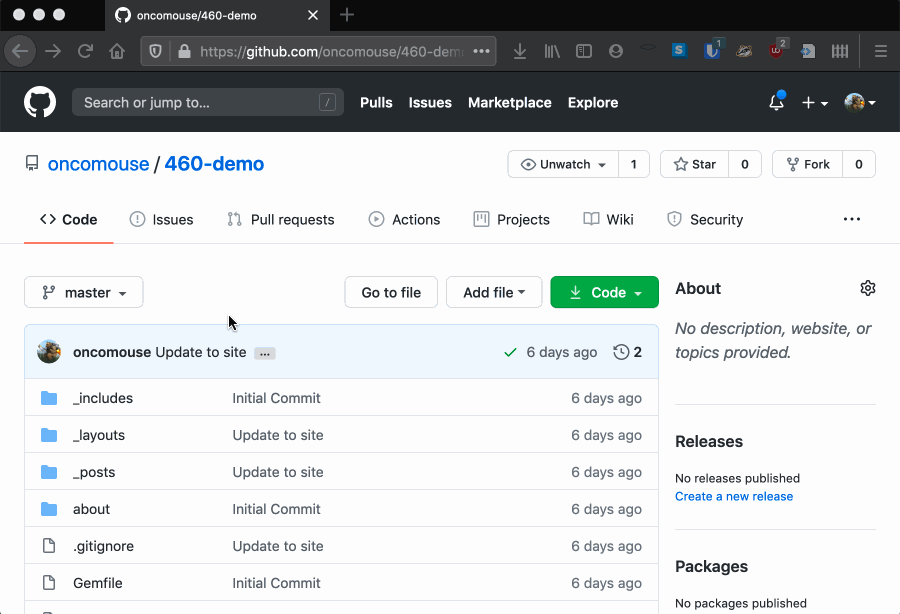 oncomouse/460-demo
https://github.com/oncomouse/460-dem
S 1 2
Search or jump to... /
Pulls Issues Marketplace Explore
oncomouse / 460-demo
Unwatch 1 Star 0 Fork 0
Code Issues Pull requests Actions Projects Wiki Security ...
master Go to file Add file Code
About
No description, website, or
topics provided.
oncomouse Update to site ... 6 days ago 2
_includes Initial Commit 6 days ago
_layouts Update to site 6 days ago
_posts Update to site 6 days ago
about Initial Commit 6 days ago
.gitignore Update to site 6 days ago
Gemfile Initial Commit 6 days ago
Releases
No releases published
Create a new release
Packages
No packages published